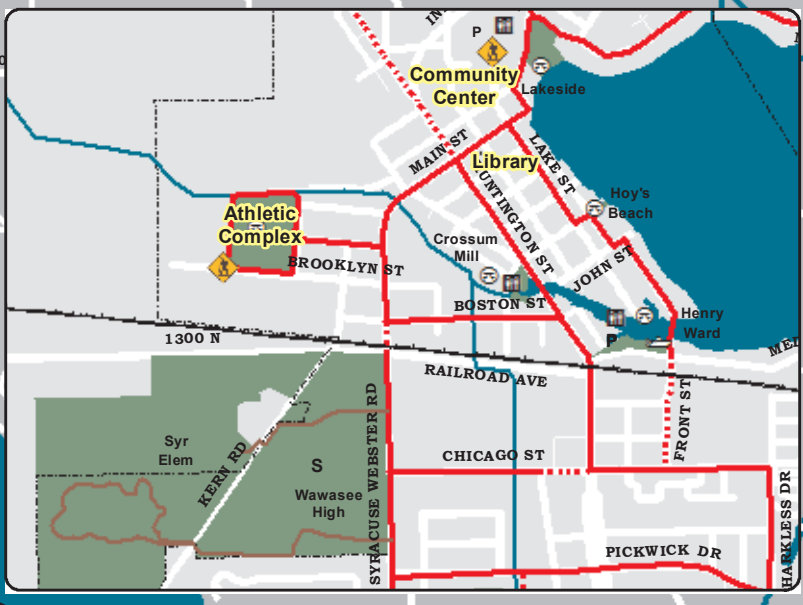 IN
P
Community
Center
Lakeside
MAIN ST
Library
LAKE ST
HUNTINGTON ST
Hoy's
Beach
Athletic
Complex
Crossum
Mill
BROOKLYN ST
JOHN ST
BOSTON ST
Henry
Ward
P
1300 N
RAILROAD AVE
FRONT ST
Syr
Elem
KERN RD
SYRACUSE WEBSTER RD
CHICAGO ST
S
Wawasee
High
HARKLESS DR
PICKWICK DR